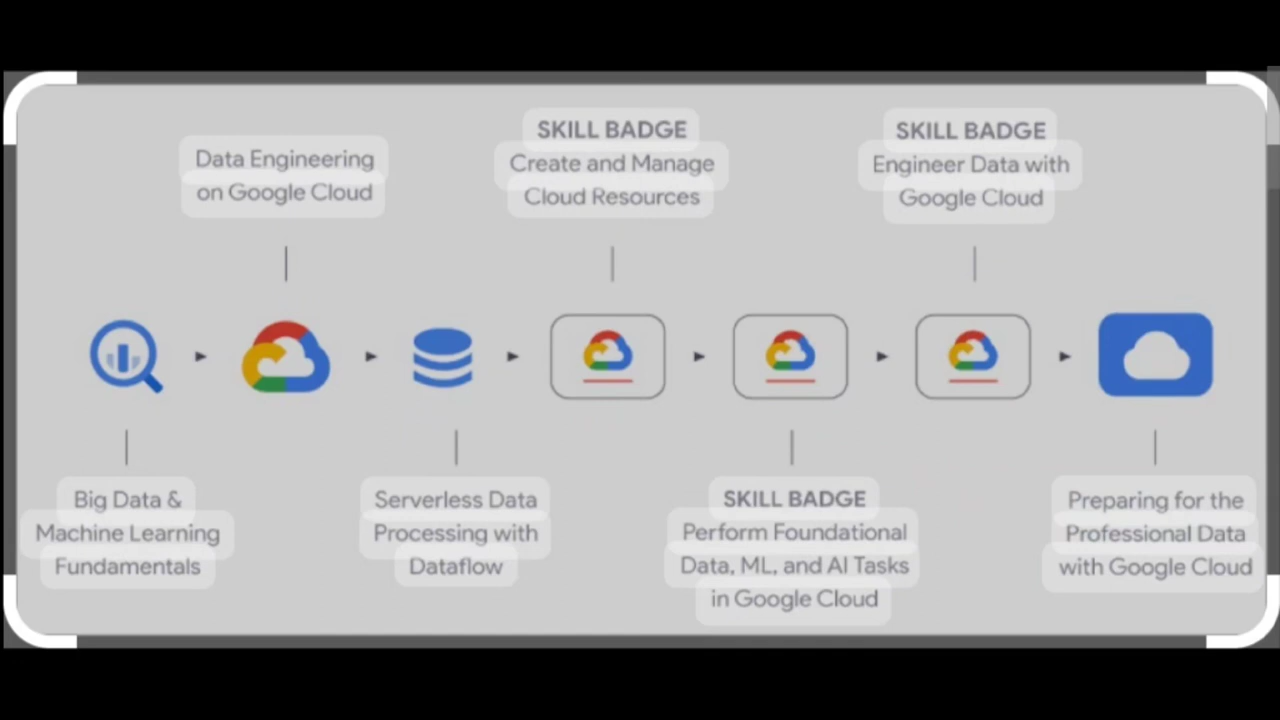 Data Engineering
on Google Cloud
SKILL BADGE
Create and Manage
Cloud Resources
SKILL BADGE
Engineer Data with
Google Cloud
Big Data &
Machine Learning
Fundamentals
Serverless Data
Processing with
Dataflow
SKILL BADGE
Perform Foundational
Data, ML, and AI Tasks
in Google Cloud
Preparing for the
Professional Data
with Google Cloud